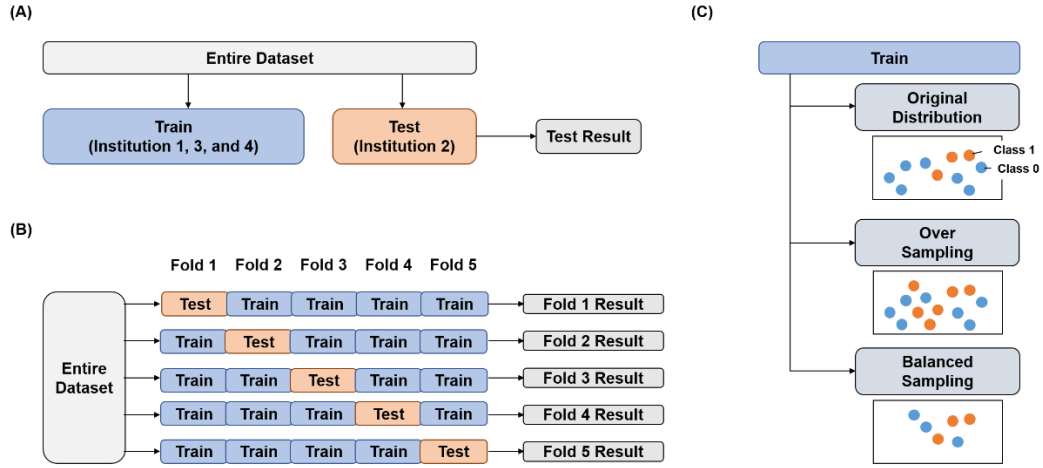 (A)
Entire Dataset
Train
(Institution 1, 3, and 4)
Test
(Institution 2)
Test Result
(B)
Fold 1 Fold 2 Fold 3 Fold 4 Fold 5
Entire
Dataset
Test Train Train Train Train Fold 1 Result
Train Test Train Train Train Fold 2 Result
Train Train Test Train Train Fold 3 Result
Train Train Train Test Train Fold 4 Result
Train Train Train Train Test Fold 5 Result
(C)
Train
Original
Distribution
Class 1
Class 0
Over
Sampling
Balanced
Sampling